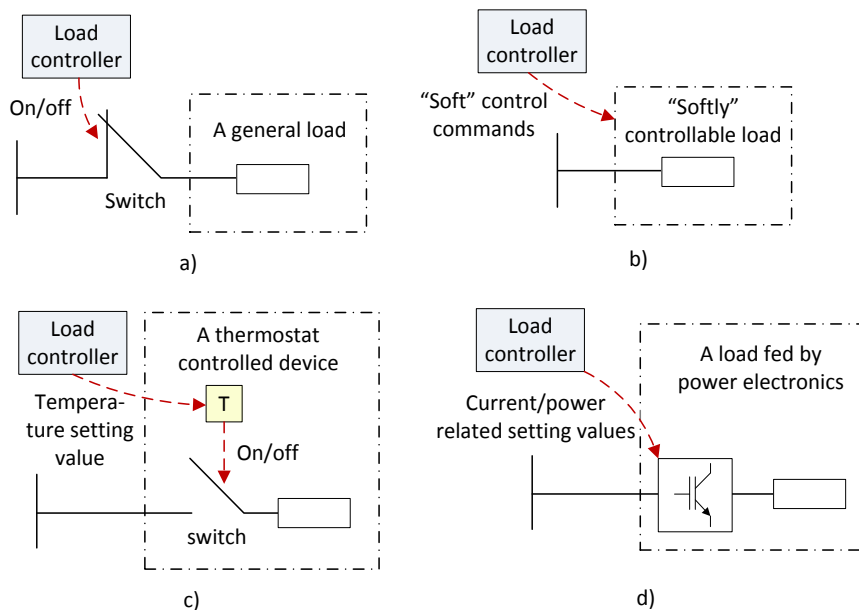 Load
controller
On/off
A general load
Switch
a)
Load
controller
“Soft” control
commands
“Softly”
controllable load
b)
Load
controller
A thermostat
controlled device
T
Tempera-
ture setting
value
On/off
switch
c)
Load
controller
A load fed by
power electronics
Current/power
related setting values
d)